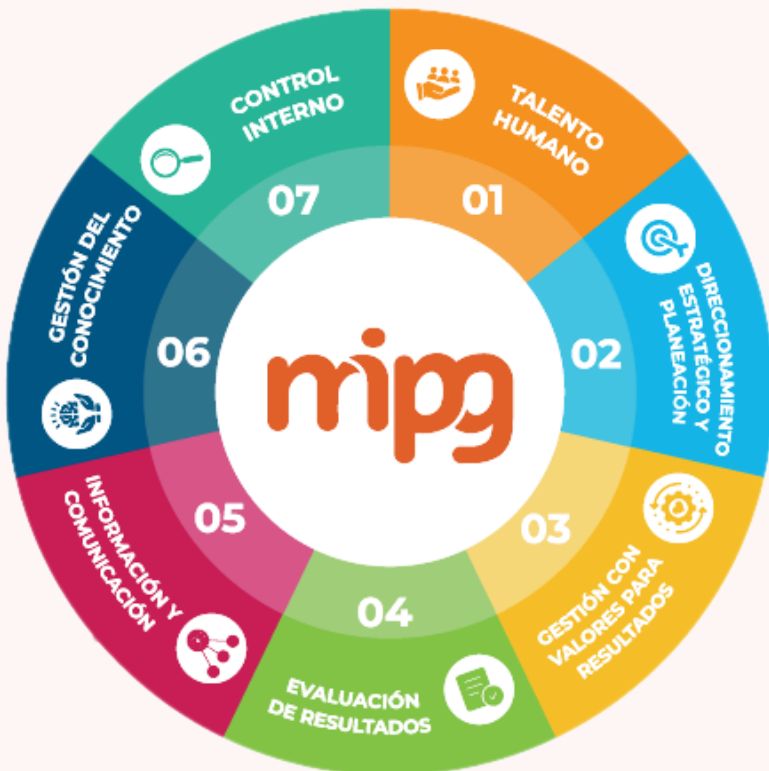 mipg
01
TALENTO
HUMANO
02
DIRECCIONAMIENTO
ESTRATÉGICO Y
PLANEACIÓN
03
GESTIÓN CON
VALORES PARA
RESULTADOS
04
EVALUACIÓN
DE RESULTADOS
05
INFORMACIÓN Y
COMUNICACIÓN
06
GESTIÓN DEL
CONOCIMIENTO
07
CONTROL
INTERNO